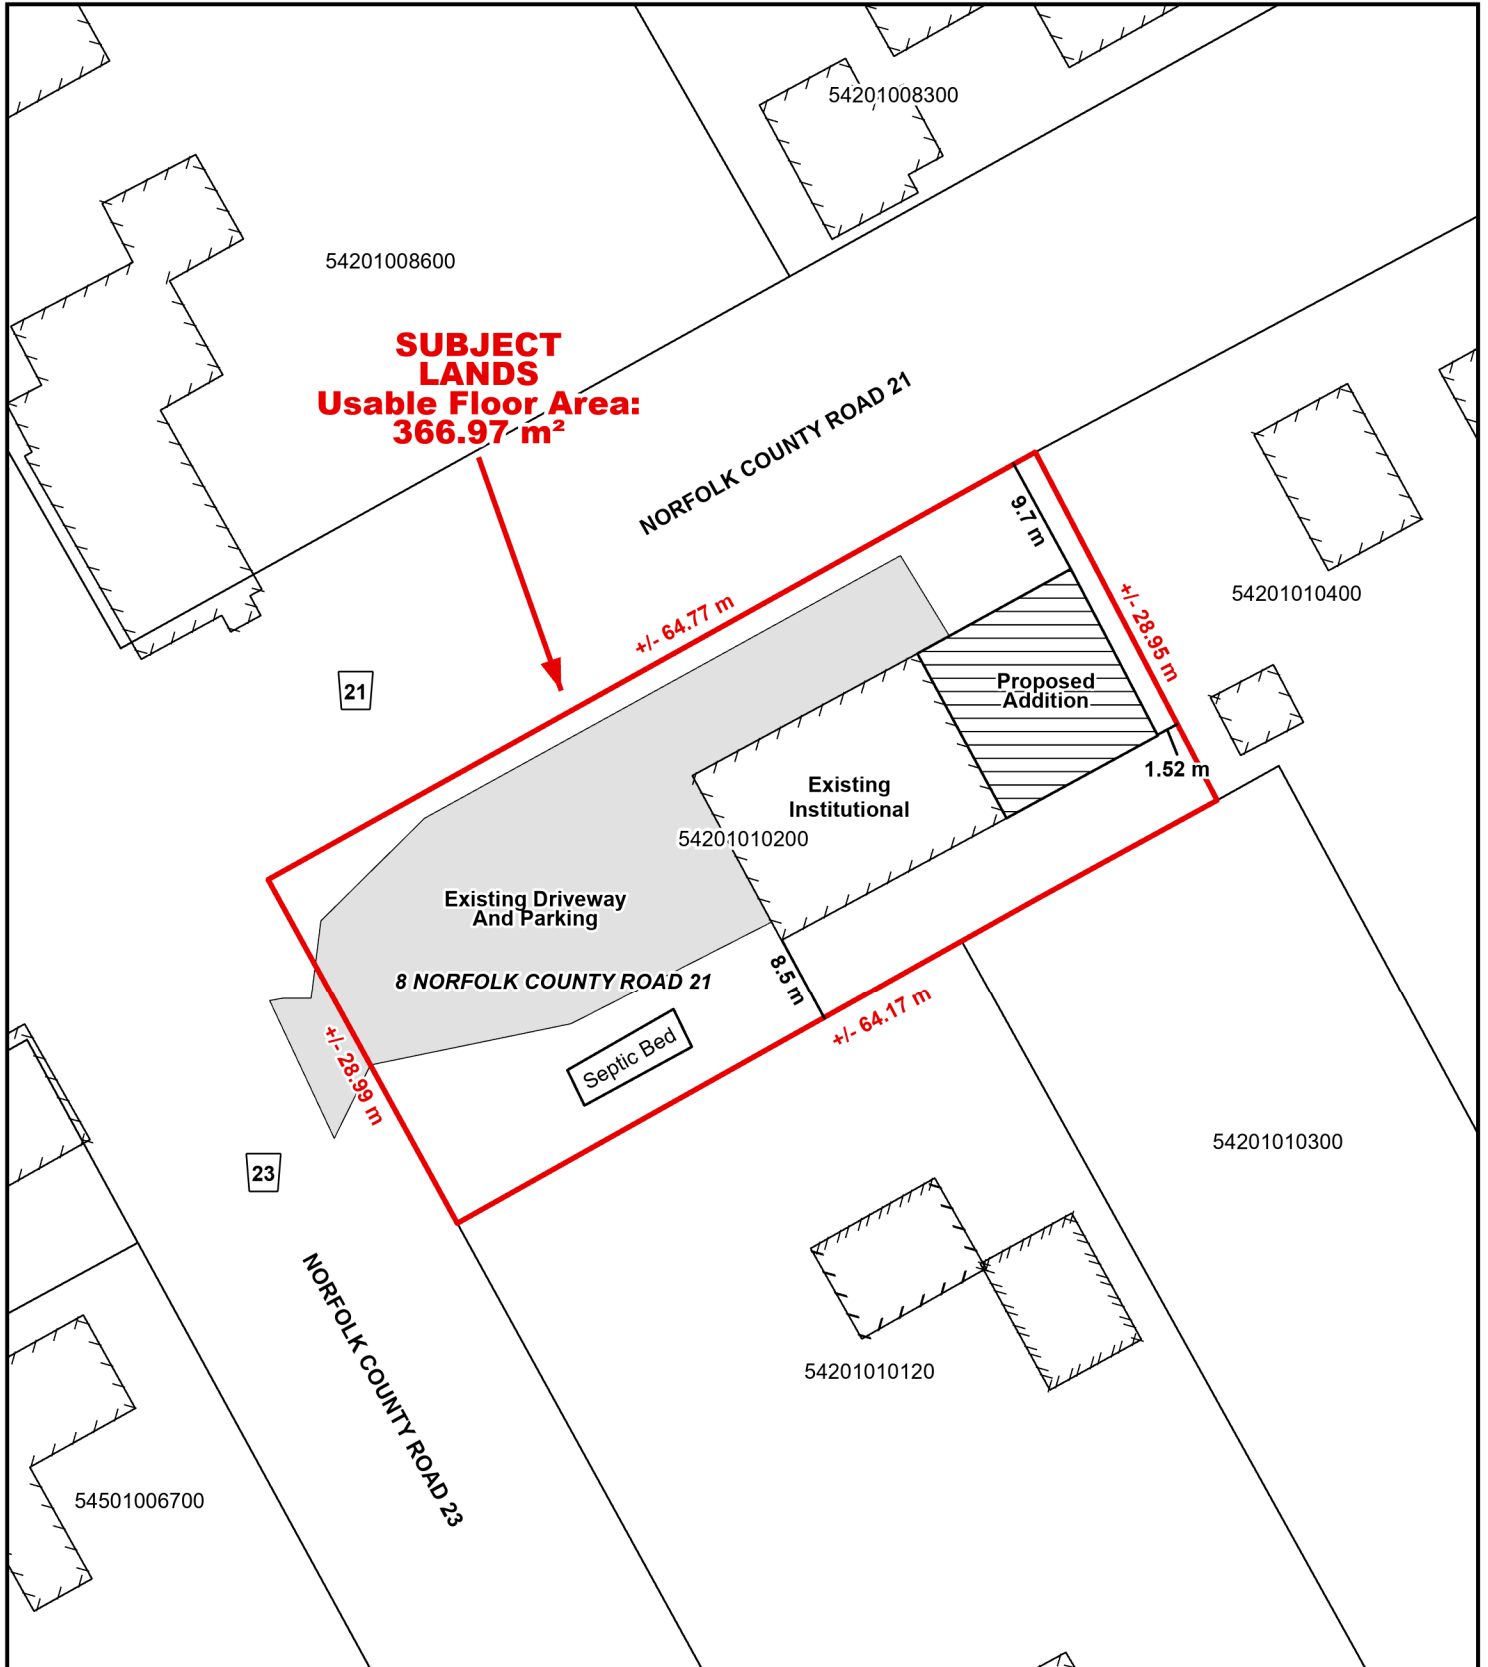 54201008300
54201008600
SUBJECT
LANDS
Usable Floor Area:
366.97 m²
NORFOLK COUNTY ROAD 21
9.7 m
+/- 64.77 m
+/- 28.95 m
54201010400
21
Proposed
Addition
1.52 m
Existing
Institutional
54201010200
Existing Driveway
And Parking
8 NORFOLK COUNTY ROAD 21
8.5 m
+/- 64.17 m
Septic Bed
+/- 28.99 m
23
54201010300
NORFOLK COUNTY ROAD 23
54201010120
54501006700